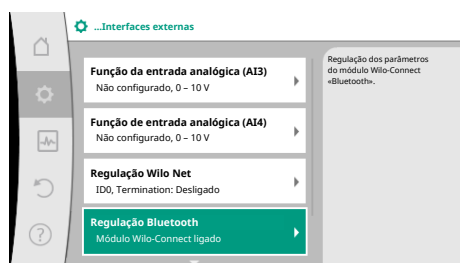 ...Interfaces externas
Função da entrada analógica (AI3)
Não configurado, 0 – 10 V
Função de entrada analógica (AI4)
Não configurado, 0 – 10 V
Regulação Wilo Net
ID0, Termination: Desligado
Regulação Bluetooth
Módulo Wilo-Connect ligado
Regulação dos parâmetros
do módulo Wilo-Connect
«Bluetooth».